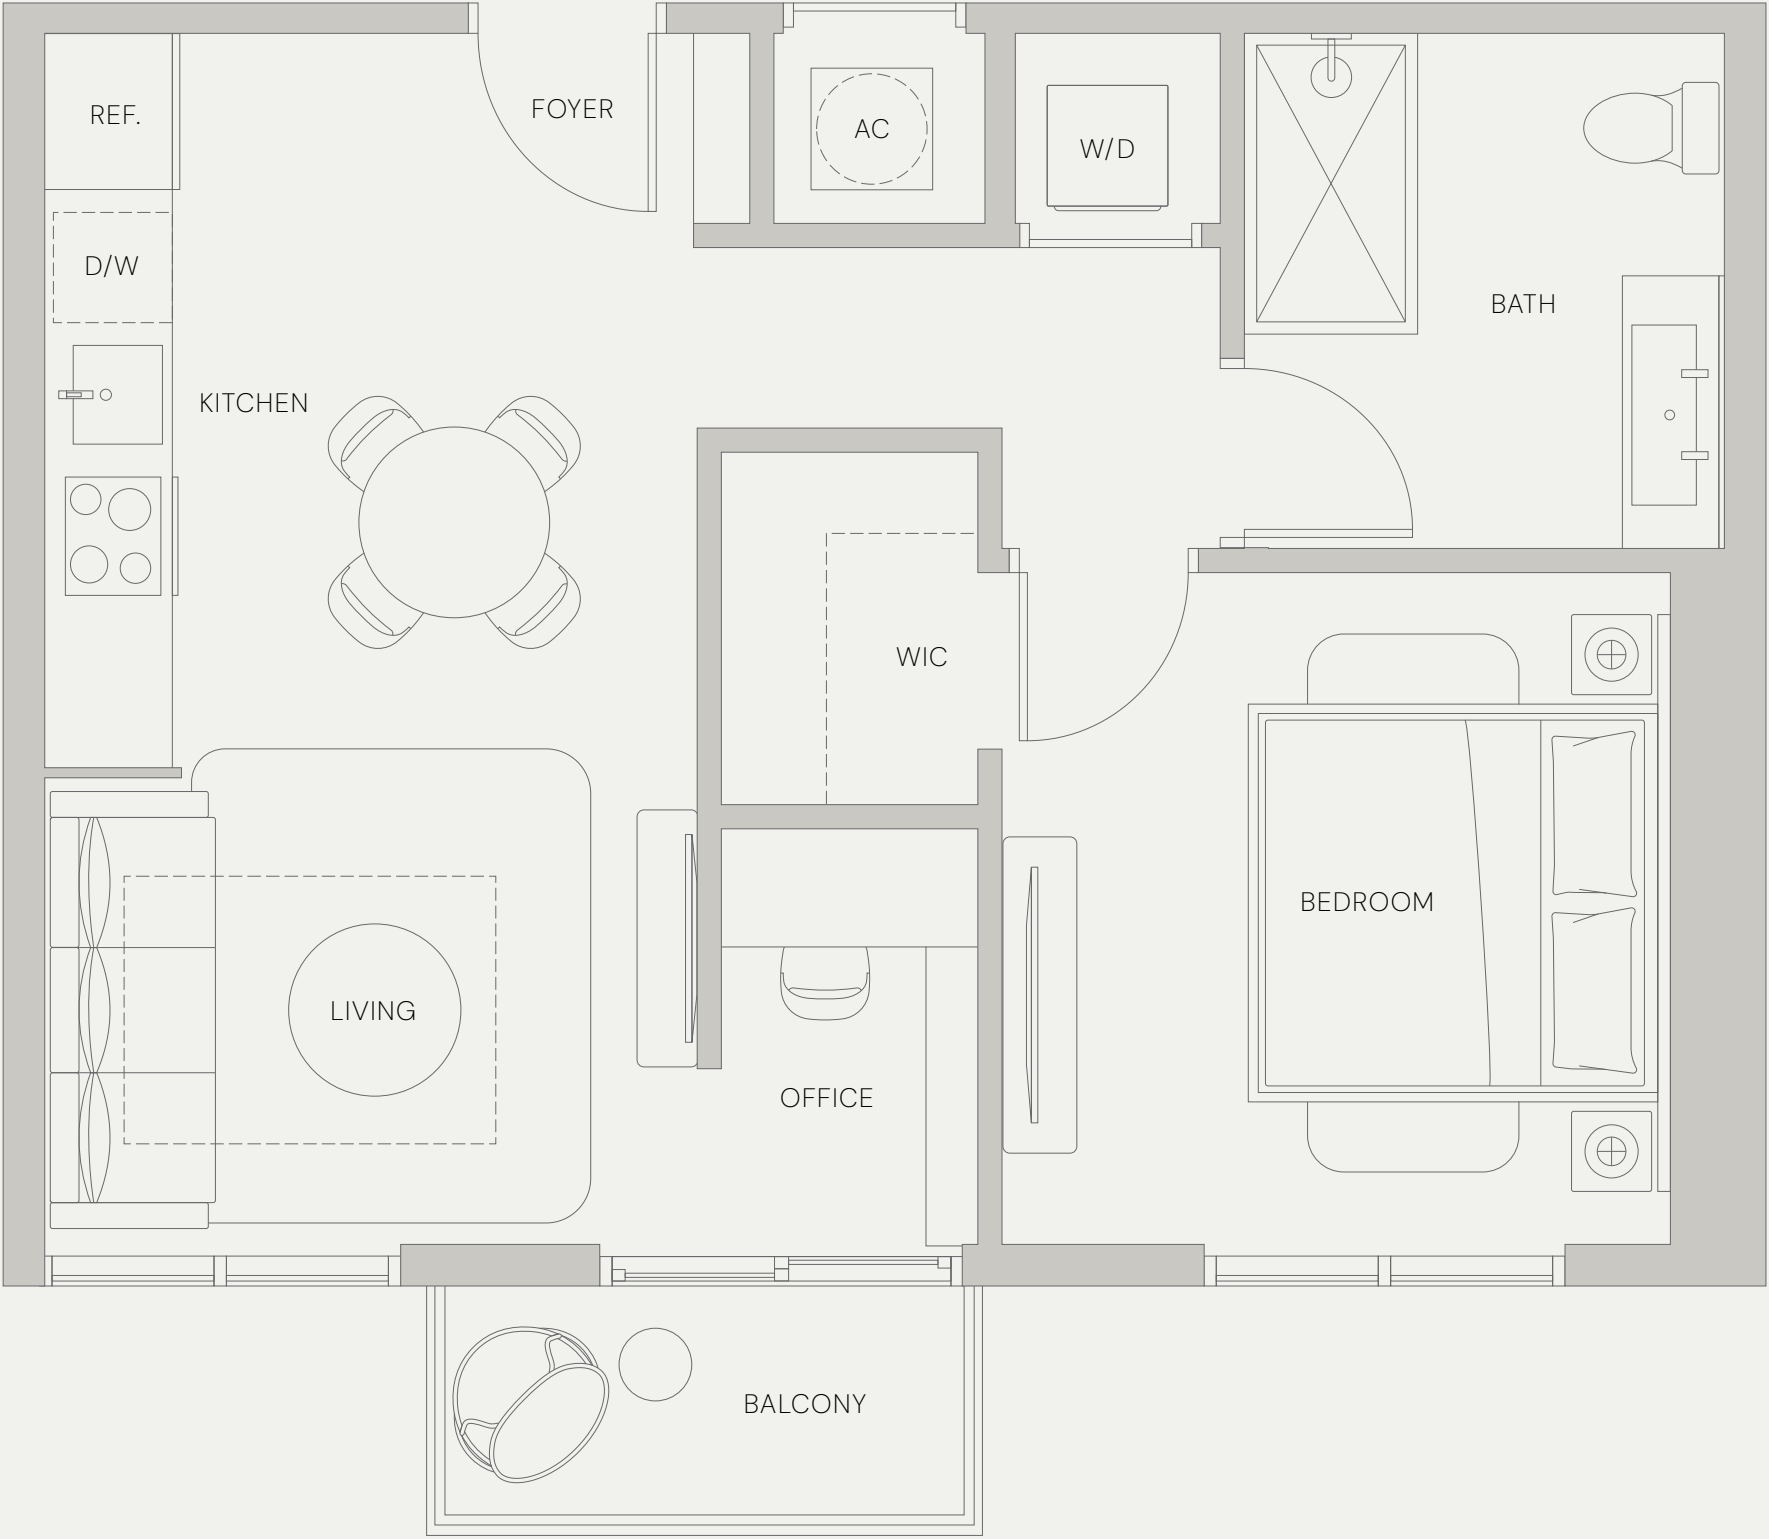 REF.
FOYER
AC
W/D
D/W
BATH
KITCHEN
WIC
BEDROOM
LIVING
OFFICE
BALCONY